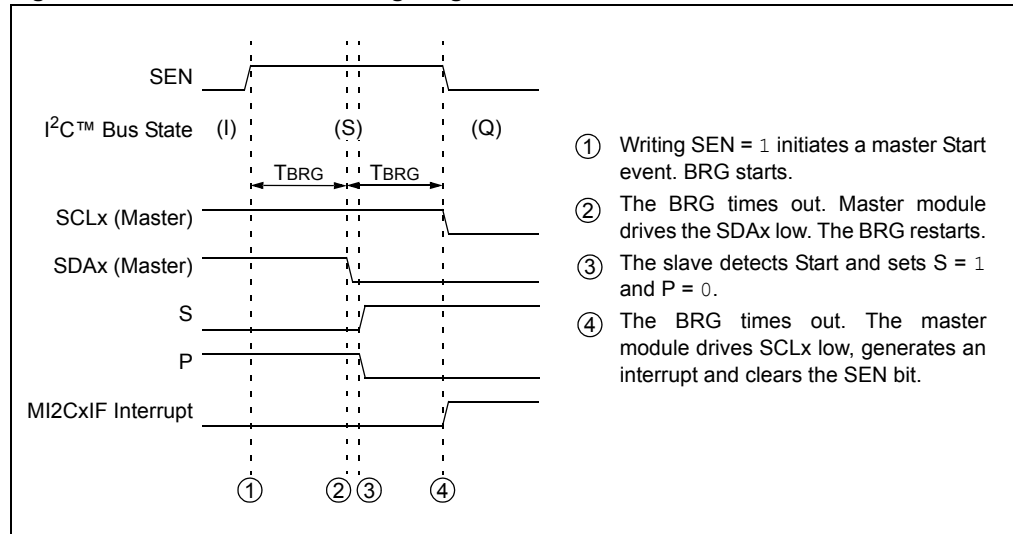 SEN
I2C™ Bus State (I) (S) (Q)
TBRG TBRG
SCLx (Master)
SDAx (Master)
S
P
MI2CxIF Interrupt
1 2 3 4
1 Writing SEN = 1 initiates a master Start
event. BRG starts.
2 The BRG times out. Master module
drives the SDAx low. The BRG restarts.
3 The slave detects Start and sets S = 1
and P = 0.
4 The BRG times out. The master
module drives SCLx low, generates an
interrupt and clears the SEN bit.